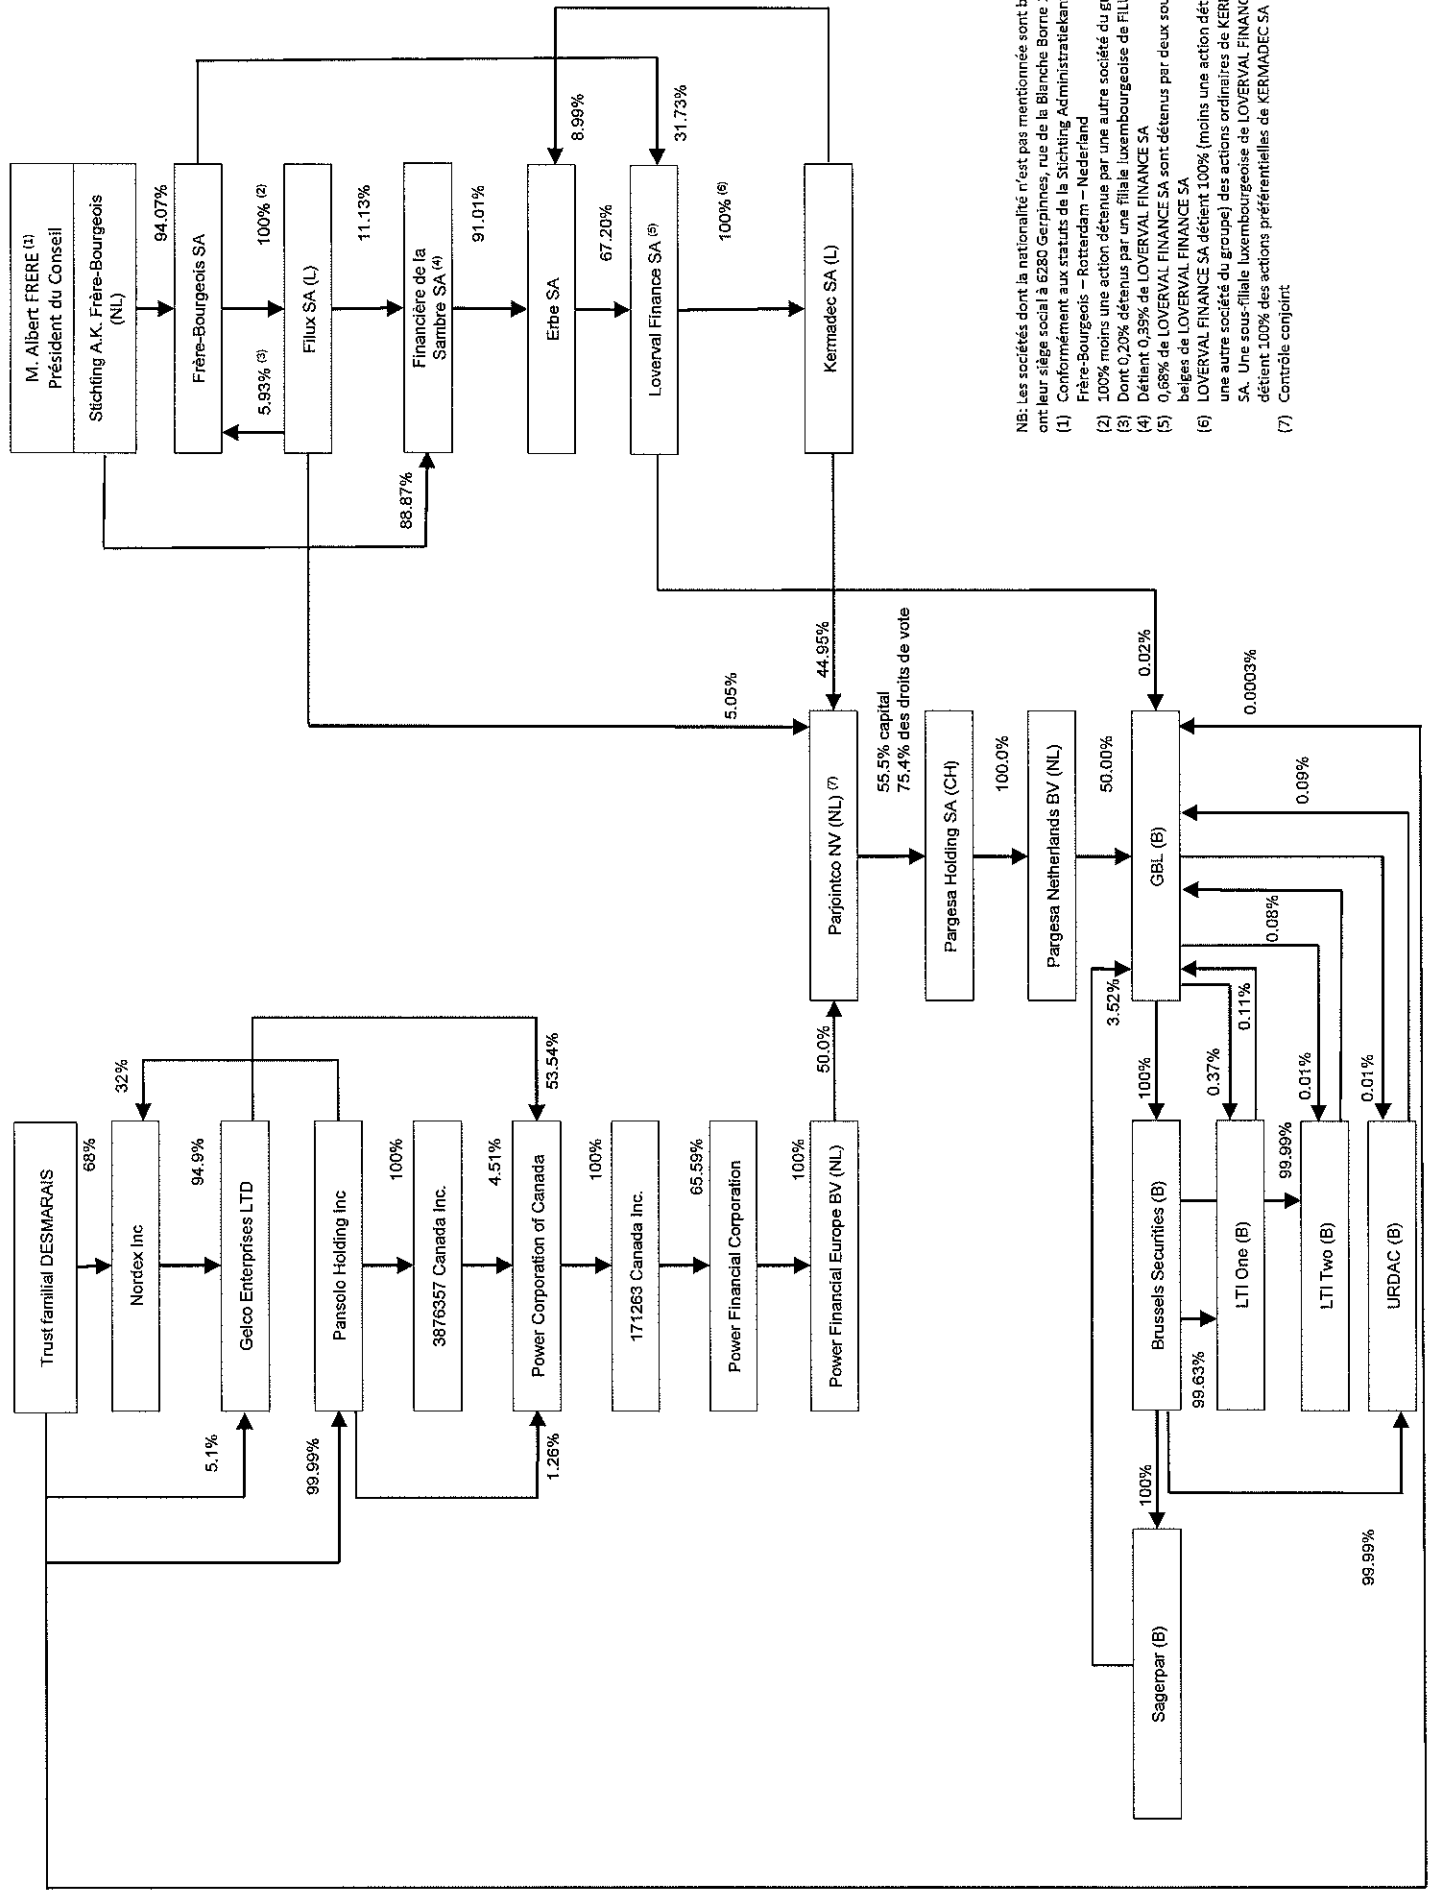 Trust familial DESMARAIS
68%
Nordex Inc
32%
94.9%
Gelco Enterprises LTD
5.1%
Pansolo Holding Inc
99.99%
100%
3876357 Canada Inc.
4.51%
53.54%
Power Corporation of Canada
1.26%
100%
171263 Canada Inc.
65.59%
Power Financial Corporation
100%
Power Financial Europe BV (NL)
50.0%
M. Albert FRERE (1)
Président du Conseil
Stichting A.K. Frère-Bourgeois
(NL)
94.07%
Frère-Bourgeois SA
5.93% (3)
100% (2)
Filux SA (L)
11.13%
88.87%
Financière de la
Sambre SA (4)
91.01%
Erbe SA
8.99%
67.20%
Loverval Finance SA (5)
31.73%
100% (6)
Kermadec SA (L)
5.05%
44.95%
Parjointco NV (NL) (7)
55.5% capital
75.4% des droits de vote
Pargesa Holding SA (CH)
100.0%
Pargesa Netherlands BV (NL)
50.00%
0.02%
GBL (B)
3.52%
0.0003%
0.09%
0.08%
0.11%
100%
0.37%
0.01%
0.01%
Brussels Securities (B)
99.63%
LTI One (B)
99.99%
LTI Two (B)
URDAC (B)
100%
99.99%
Sagerpar (B)
NB: Les sociétés dont la nationalité n'est pas mentionnée sont b
ont leur siège social à 6280 Gerpinnes, rue de la Blanche Borne
(1) Conformément aux statuts de la Stichting Administratiekant
Frère-Bourgeois – Rotterdam – Nederland
(2) 100% moins une action détenue par une autre société du gr
(3) Dont 0,20% détenus par une filiale luxembourgeoise de FILU
(4) Détient 0,39% de LOVERVAL FINANCE SA
(5) 0,68% de LOVERVAL FINANCE SA sont détenus par deux sou
belges de LOVERVAL FINANCE SA
(6) LOVERVAL FINANCE SA détient 100% (moins une action dét
une autre société du groupe) des actions ordinaires de KERM
SA. Une sous-filiale luxembourgeoise de LOVERVAL FINANC
détient 100% des actions préférentielles de KERMADEC SA
(7) Contrôle conjoint